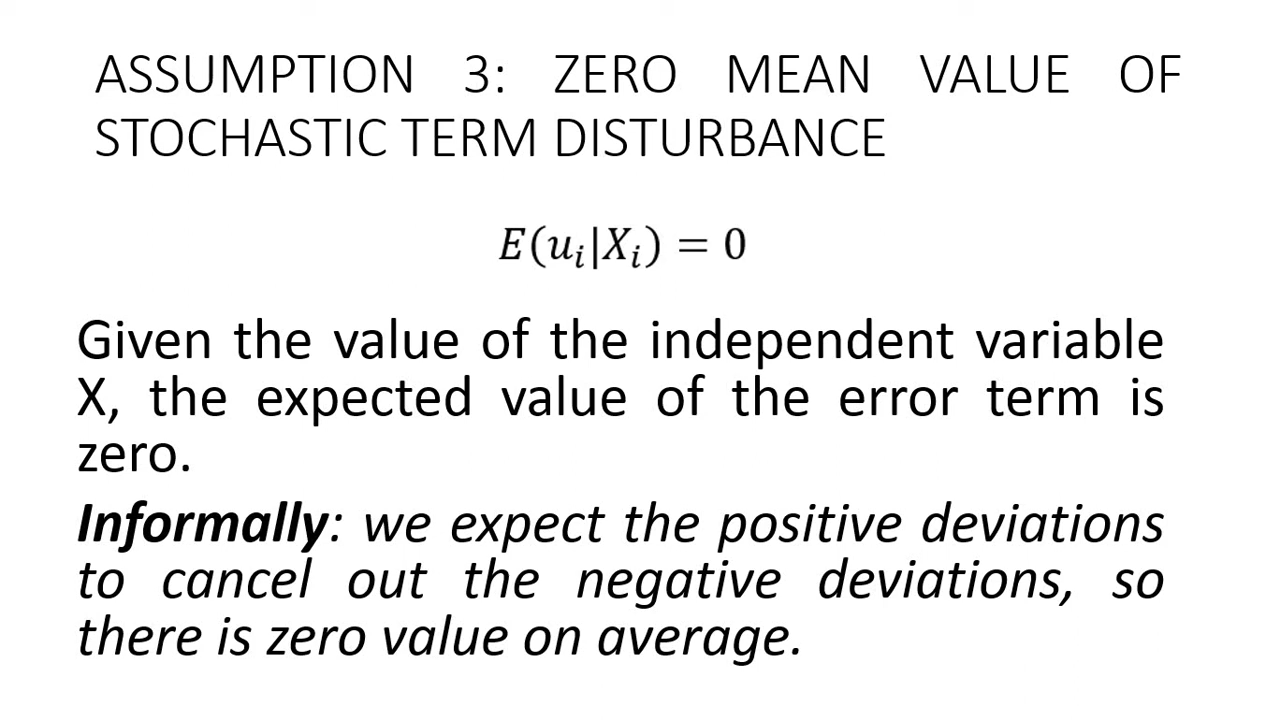 ASSUMPTION 3: ZERO MEAN VALUE OF
STOCHASTIC TERM DISTURBANCE
E(uᵢ|Xᵢ) = 0
Given the value of the independent variable
X, the expected value of the error term is
zero.
Informally: we expect the positive deviations
to cancel out the negative deviations, so
there is zero value on average.